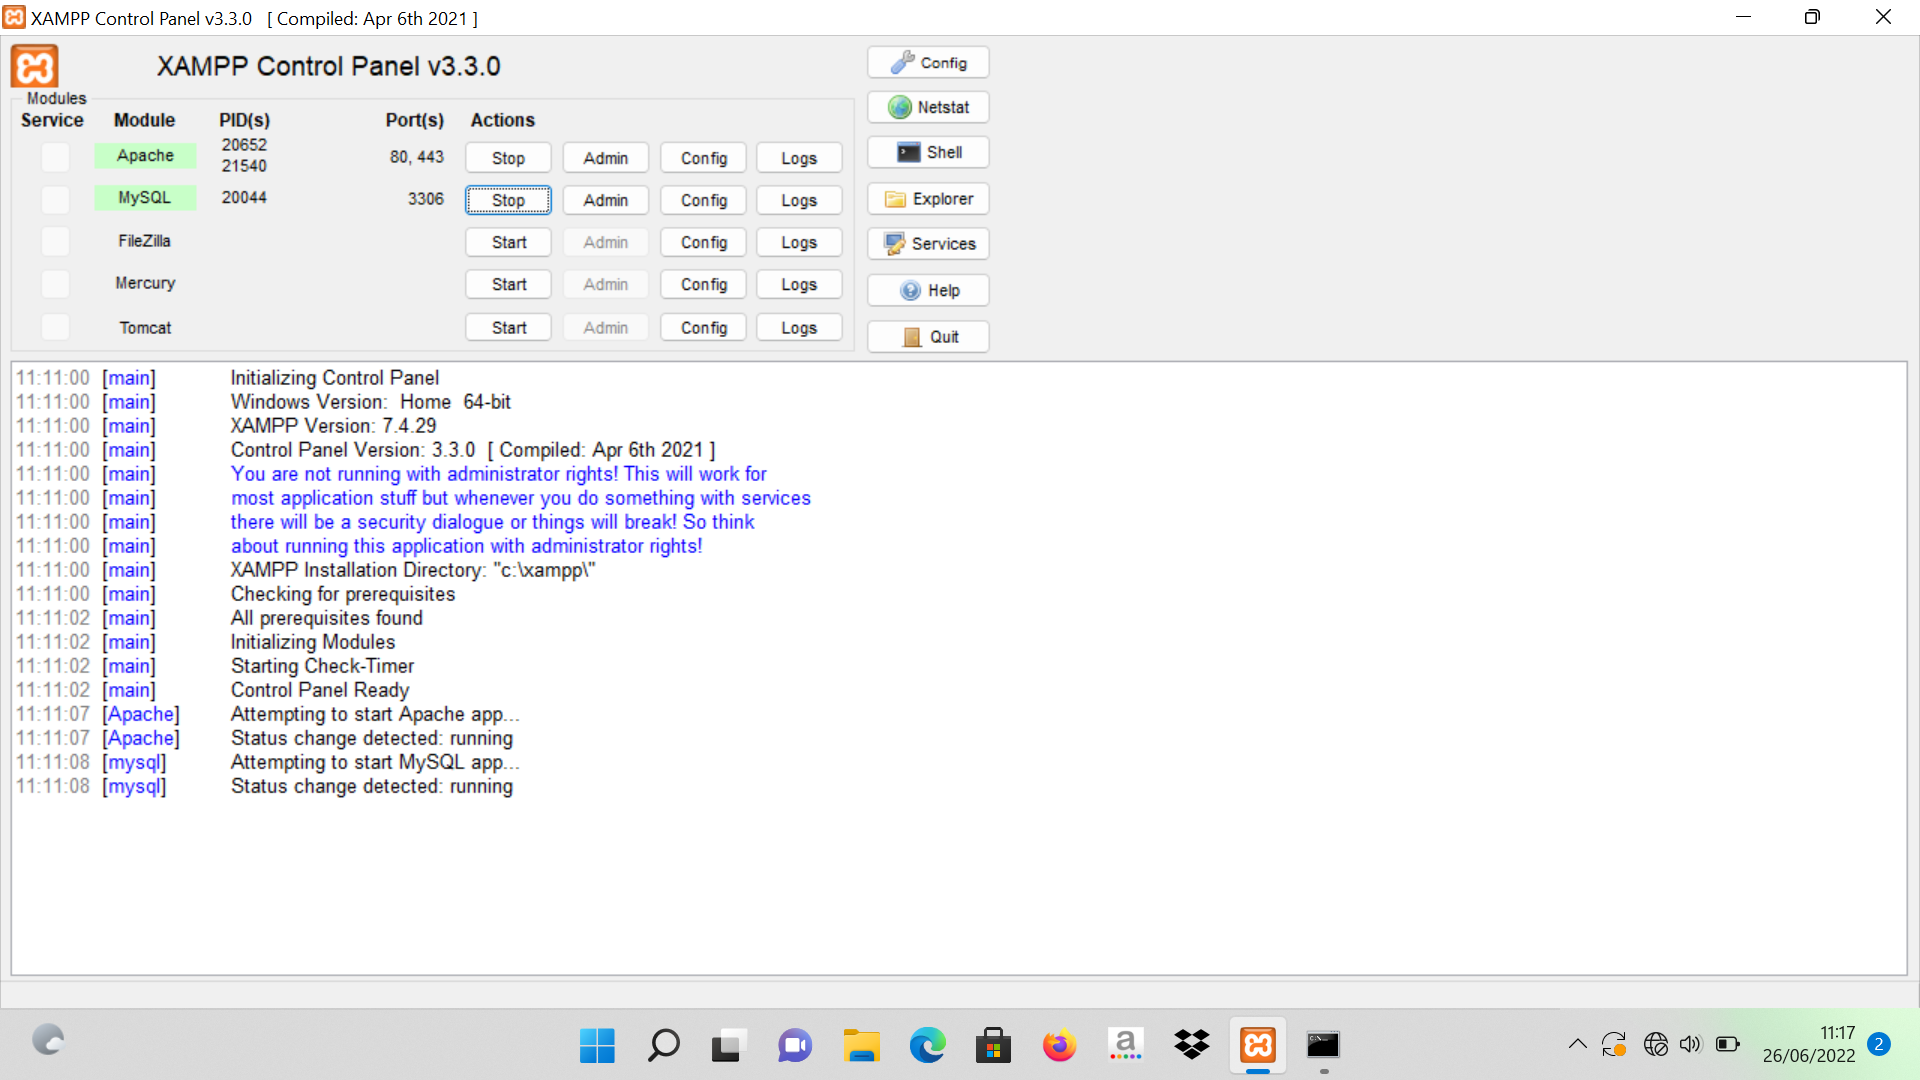 XAMPP Control Panel v3.3.0 [ Compiled: Apr 6th 2021 ]
XAMPP Control Panel v3.3.0
Modules
Service Module PID(s) Port(s) Actions
Apache 20652 21540 80, 443 Stop Admin Config Logs
MySQL 20044 3306 Stop Admin Config Logs
FileZilla Start Admin Config Logs
Mercury Start Admin Config Logs
Tomcat Start Admin Config Logs
Config
Netstat
Shell
Explorer
Services
Help
Quit
11:11:00 [main] Initializing Control Panel
11:11:00 [main] Windows Version: Home 64-bit
11:11:00 [main] XAMPP Version: 7.4.29
11:11:00 [main] Control Panel Version: 3.3.0 [ Compiled: Apr 6th 2021 ]
11:11:00 [main] You are not running with administrator rights! This will work for
11:11:00 [main] most application stuff but whenever you do something with services
11:11:00 [main] there will be a security dialogue or things will break! So think
11:11:00 [main] about running this application with administrator rights!
11:11:00 [main] XAMPP Installation Directory: "c:\xampp\"
11:11:00 [main] Checking for prerequisites
11:11:02 [main] All prerequisites found
11:11:02 [main] Initializing Modules
11:11:02 [main] Starting Check-Timer
11:11:02 [main] Control Panel Ready
11:11:07 [Apache] Attempting to start Apache app...
11:11:07 [Apache] Status change detected: running
11:11:08 [mysql] Attempting to start MySQL app...
11:11:08 [mysql] Status change detected: running
a
11:17
26/06/2022
2